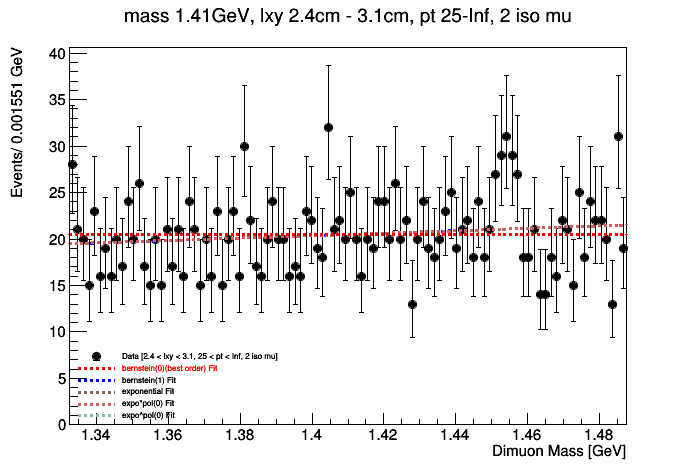 mass 1.41GeV, lxy 2.4cm - 3.1cm, pt 25-Inf, 2 iso mu
Events/ 0.001551 GeV
40
35
30
25
20
15
10
5
0
Data [2.4 < lxy < 3.1, 25 < pt < Inf, 2 iso mu]
bernstein(0)(best order) Fit
bernstein(1) Fit
exponential Fit
expo*pol(0) Fit
expo^pol(0) Fit
1.34 1.36 1.38 1.4 1.42 1.44 1.46 1.48
Dimuon Mass [GeV]